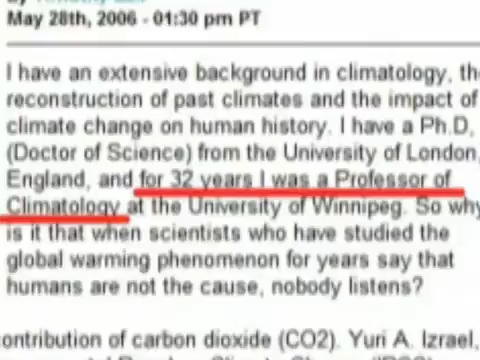 May 28th, 2006 - 01:30 pm PT
I have an extensive background in climatology, the
reconstruction of past climates and the impact of
climate change on human history. I have a Ph.D,
(Doctor of Science) from the University of London,
England, and for 32 years I was a Professor of
Climatology at the University of Winnipeg. So why
is it that when scientists who have studied the
global warming phenomenon for years say that
humans are not the cause, nobody listens?
contribution of carbon dioxide (CO2). Yuri A. Izrael,